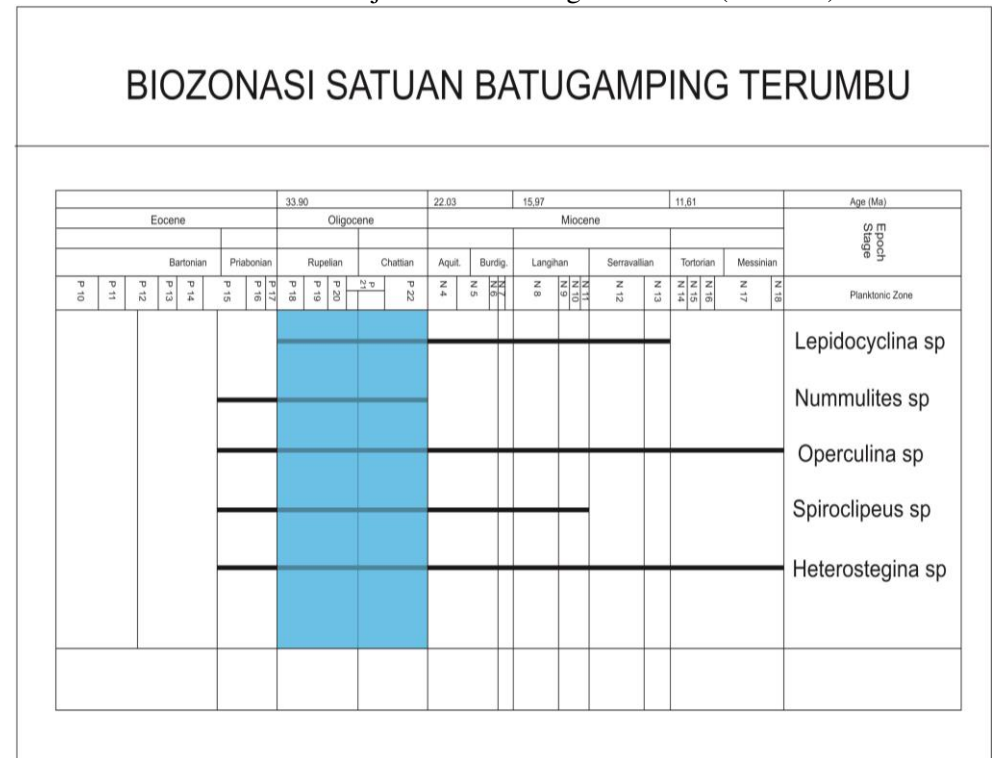 BIOZONASI SATUAN BATUGAMPING TERUMBU
33.90 22.03 15,97 11,61 Age (Ma)
Eocene Oligocene Miocene Epoch
Stage
Bartonian Priabonian Rupelian Chattian Aquit. Burdig. Langihan Serravallian Tortorian Messinian
P 10 P 11 P 12 P 13 P 14 P 15 P 16 P 17 P 18 P 19 P 20 P 21 P 22 N 4 N 5 N 6 N 7 N 8 N 9 N 10 N 11 N 12 N 13 N 14 N 15 N 16 N 17 N 18 Planktonic Zone
Lepidocyclina sp
Nummulites sp
Operculina sp
Spiroclipeus sp
Heterostegina sp